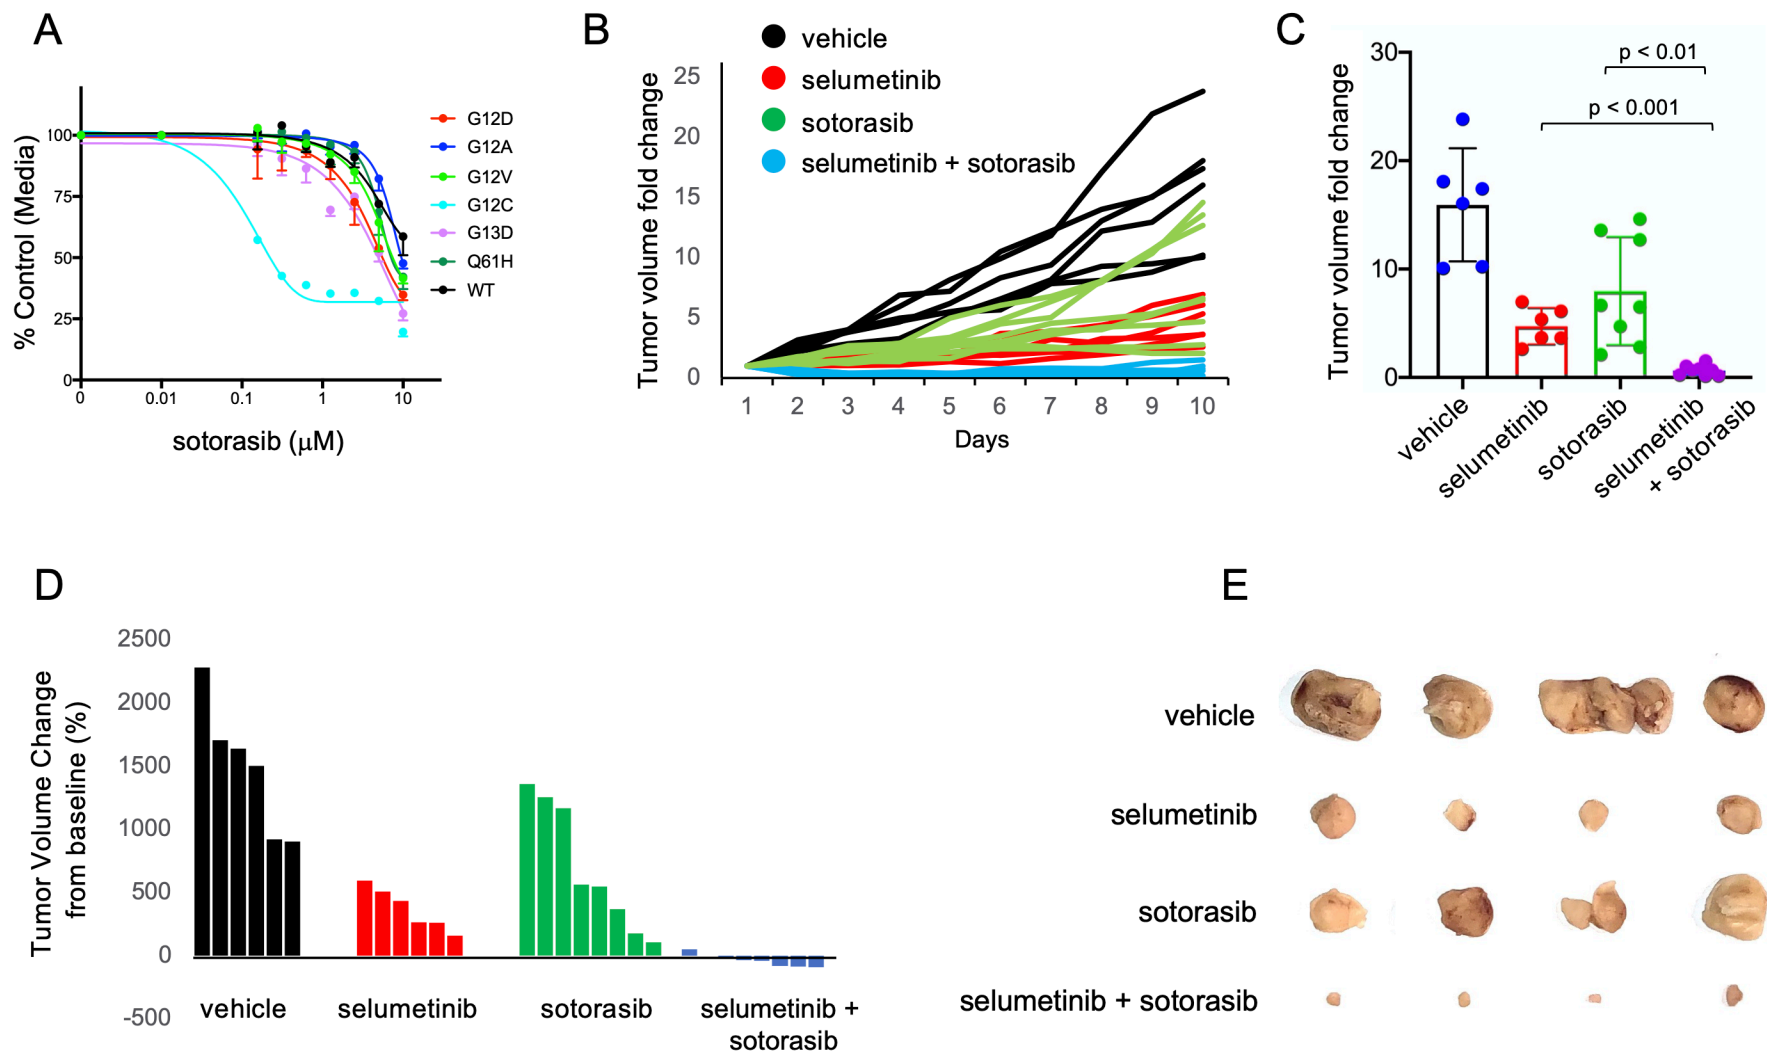 A
% Control (Media)
100
75
50
25
0
0
0.01
0.1
1
10
sotorasib (μM)
G12D
G12A
G12V
G12C
G13D
Q61H
WT
B
vehicle
selumetinib
sotorasib
selumetinib + sotorasib
Tumor volume fold change
25
20
15
10
5
0
1
2
3
4
5
6
7
8
9
10
Days
C
Tumor volume fold change
30
20
10
0
p < 0.01
p < 0.001
vehicle
selumetinib
sotorasib
selumetinib
+ sotorasib
D
Tumor Volume Change
from baseline (%)
2500
2000
1500
1000
500
0
-500
vehicle
selumetinib
sotorasib
selumetinib +
sotorasib
E
vehicle
selumetinib
sotorasib
selumetinib + sotorasib